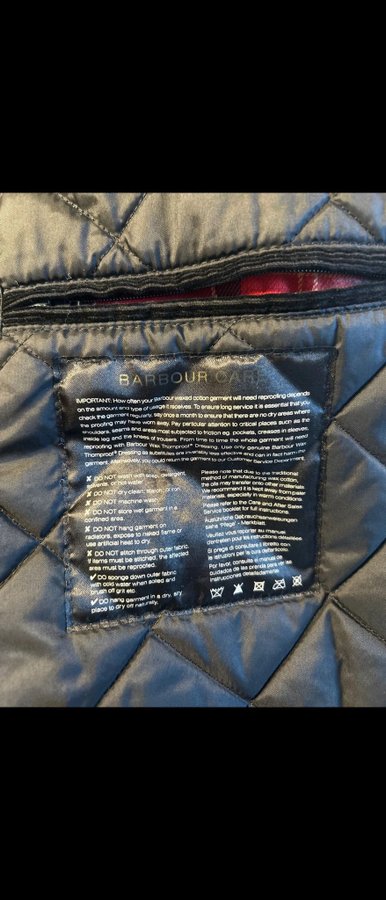 BARBOUR CARE
IMPORTANT: How often your Barbour waxed cotton garment will need reproofing depends
on the amount and type of usage it receives. To ensure long service it is essential that you
check the garment regularly, say once a month to ensure that there are no dry areas where
the proofing may have worn away. Pay particular attention to critical places such as the
shoulders, seams and areas most subjected to friction eg. pockets, creases in sleeves,
inside leg and the knees of trousers. From time to time the whole garment will need
reproofing with Barbour Wax Thornproof Dressing. Use only genuine Barbour Wax
Thornproof Dressing as substitutes are invariably less effective and can in fact harm the
garment. Alternatively, you could return the garment to our Customer Service Department.
✘ DO NOT wash with soap, detergent,
solvents, or hot water
✘ DO NOT dry clean, starch or iron
✘ DO NOT machine wash
✘ DO NOT store wet garment in a
confined area.
✘ DO NOT hang garment on
radiators, expose to naked flame or
use artificial heat to dry.
✘ DO NOT stitch through outer fabric.
If items must be stitched, the affected
area must be reproofed.
✔ DO sponge down outer fabric
with cold water when soiled and
brush off grit etc.
✔ DO hang garment in a dry, airy
place to dry off naturally.
Please note that due to the traditional
method of manufacturing wax cotton,
the oils may transfer onto other materials.
We recommend it is kept away from paler
materials, especially in warm conditions.
Please refer to the Care and After Sales
Service booklet for full instructions.
Ausführliche Gebrauchsanweisungen
siehe "Pflege" - Merkblatt.
Veuillez vous reporter au manuel
d'entretien pour les instructions détaillées
Si prega di consultare il libretto con
le istruzioni per la cura dell'articolo.
Por favor, consulta el manual de
cuidados de las prenda para ver las
instrucciones detalladas.